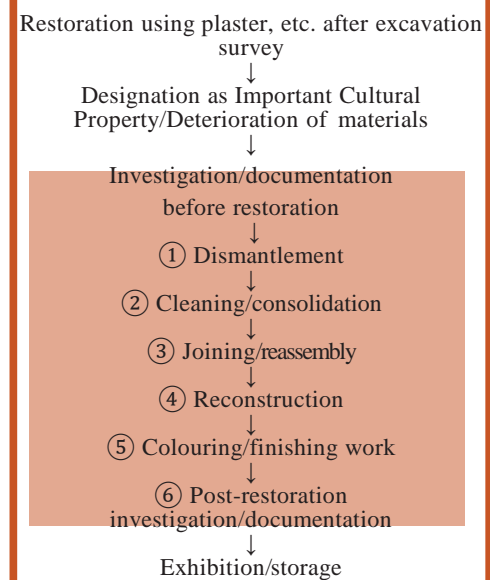 Restoration using plaster, etc. after excavation
survey
↓
Designation as Important Cultural
Property/Deterioration of materials
↓
Investigation/documentation
before restoration
↓
① Dismantlement
↓
② Cleaning/consolidation
↓
③ Joining/reassembly
↓
④ Reconstruction
↓
⑤ Colouring/finishing work
↓
⑥ Post-restoration
investigation/documentation
↓
Exhibition/storage